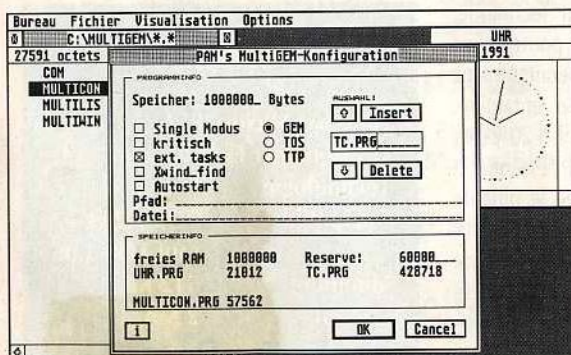 Bureau Fichier Visualisation Options
C:\MULTIGEM\*.*
UHR
27591 octets
PAM's MultiGEM-Konfiguration
1991
COM
MULTICON
MULTILIS
MULTIWIN
PROGRAMMINFO
Speicher: 1000000_ Bytes
AUSWAHL:
Insert
Single Modus
GEM
kritisch
TOS
TC.PRG
ext. tasks
TTP
Xwind_find
Delete
Autostart
Pfad:
Datei:
SPEICHERINFO
freies RAM 1000000 Reserve: 60000___
UHR.PRG 21012 TC.PRG 428718
MULTICON.PRG 57562
i
OK
Cancel